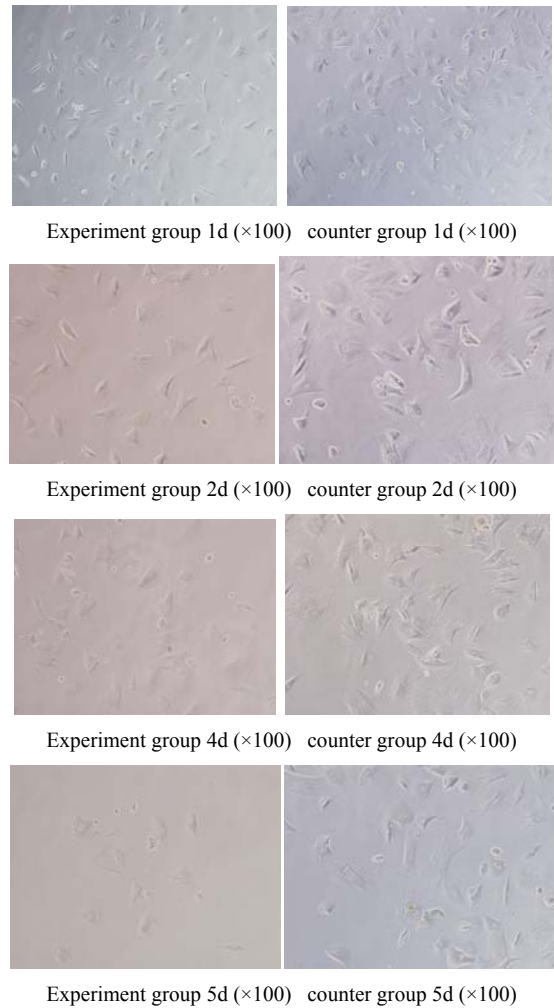 Experiment group 1d (×100) counter group 1d (×100)
Experiment group 2d (×100) counter group 2d (×100)
Experiment group 4d (×100) counter group 4d (×100)
Experiment group 5d (×100) counter group 5d (×100)